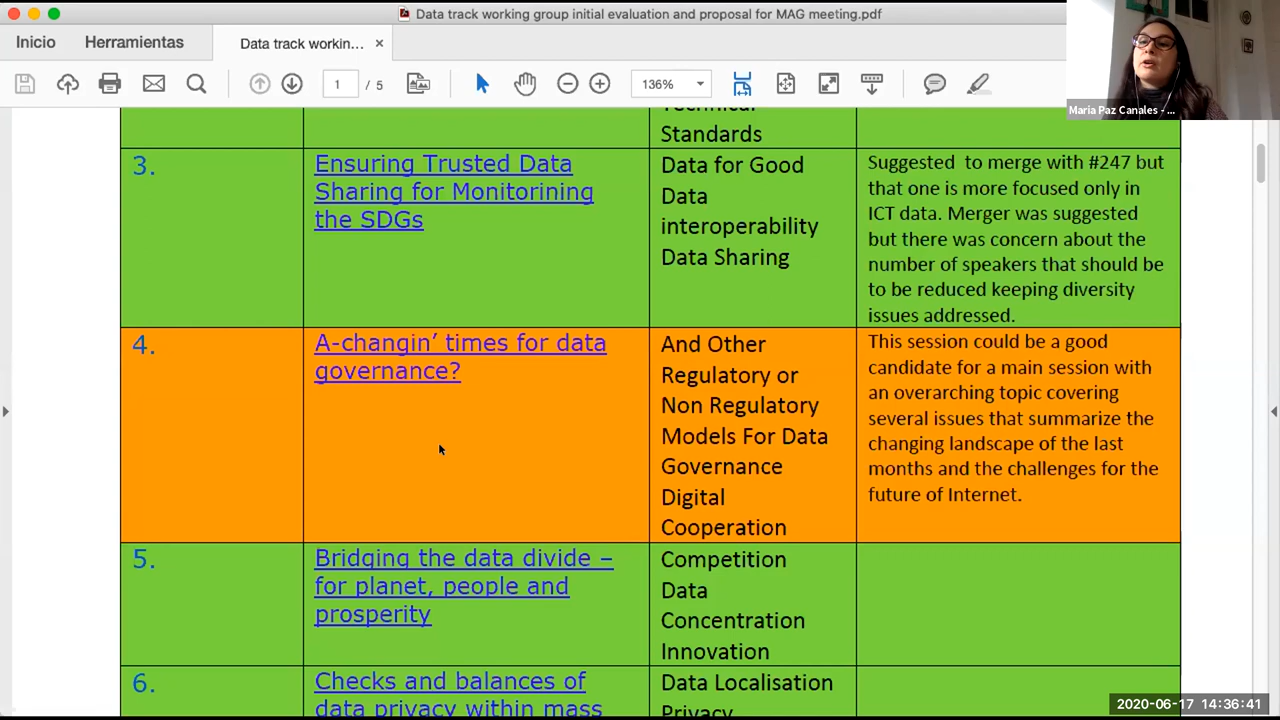 Data track working group initial evaluation and proposal for MAG meeting.pdf
Inicio
Herramientas
Data track workin... ×
1 / 5
136%
Maria Paz Canales - ...
Technical
Standards
3.
Ensuring Trusted Data
Sharing for Monitorining
the SDGs
Data for Good
Data
interoperability
Data Sharing
Suggested to merge with #247 but
that one is more focused only in
ICT data. Merger was suggested
but there was concern about the
number of speakers that should be
to be reduced keeping diversity
issues addressed.
4.
A-changin’ times for data
governance?
And Other
Regulatory or
Non Regulatory
Models For Data
Governance
Digital
Cooperation
This session could be a good
candidate for a main session with
an overarching topic covering
several issues that summarize the
changing landscape of the last
months and the challenges for the
future of Internet.
5.
Bridging the data divide –
for planet, people and
prosperity
Competition
Data
Concentration
Innovation
6.
Checks and balances of
data privacy within mass
Data Localisation
Privacy
2020-06-17 14:36:41